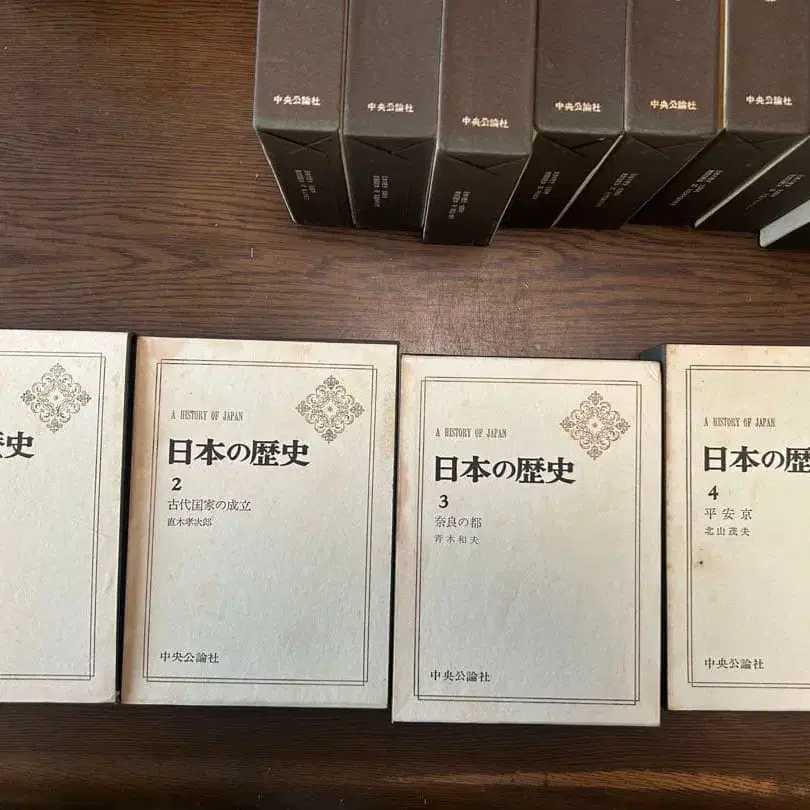 中央公論社
中央公論社
中央公論社
中央公論社
中央公論社
中央公論社
歴史
A HISTORY OF JAPAN
日本の歴史
2
古代国家の成立
直木孝次郎
中央公論社
A HISTORY OF JAPAN
日本の歴史
3
奈良の都
青木和夫
中央公論社
A HISTORY OF JAPAN
日本の歴
4
平安京
北山茂夫
中央公論社